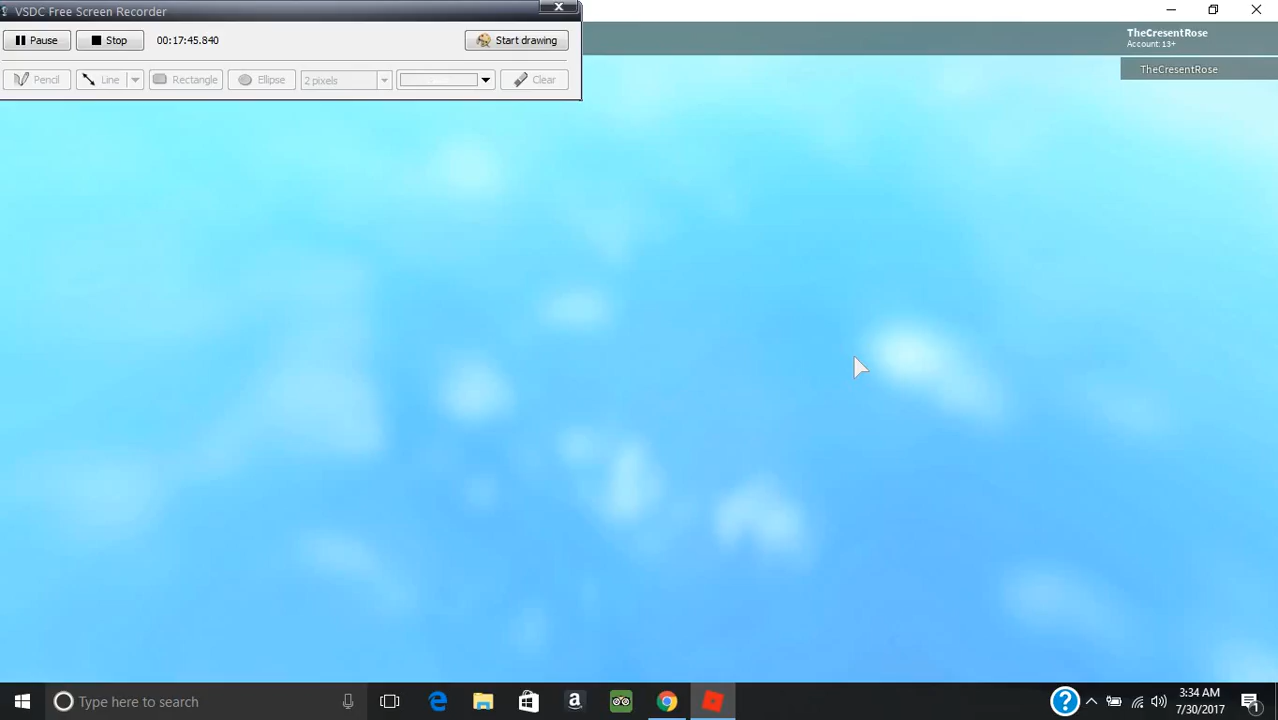 VSDC Free Screen Recorder
Pause Stop 00:17:45.840 Start drawing
Pencil Line Rectangle Ellipse 2 pixels Clear
TheCresentRose
Account: 13+
TheCresentRose
Type here to search
3:34 AM
7/30/2017